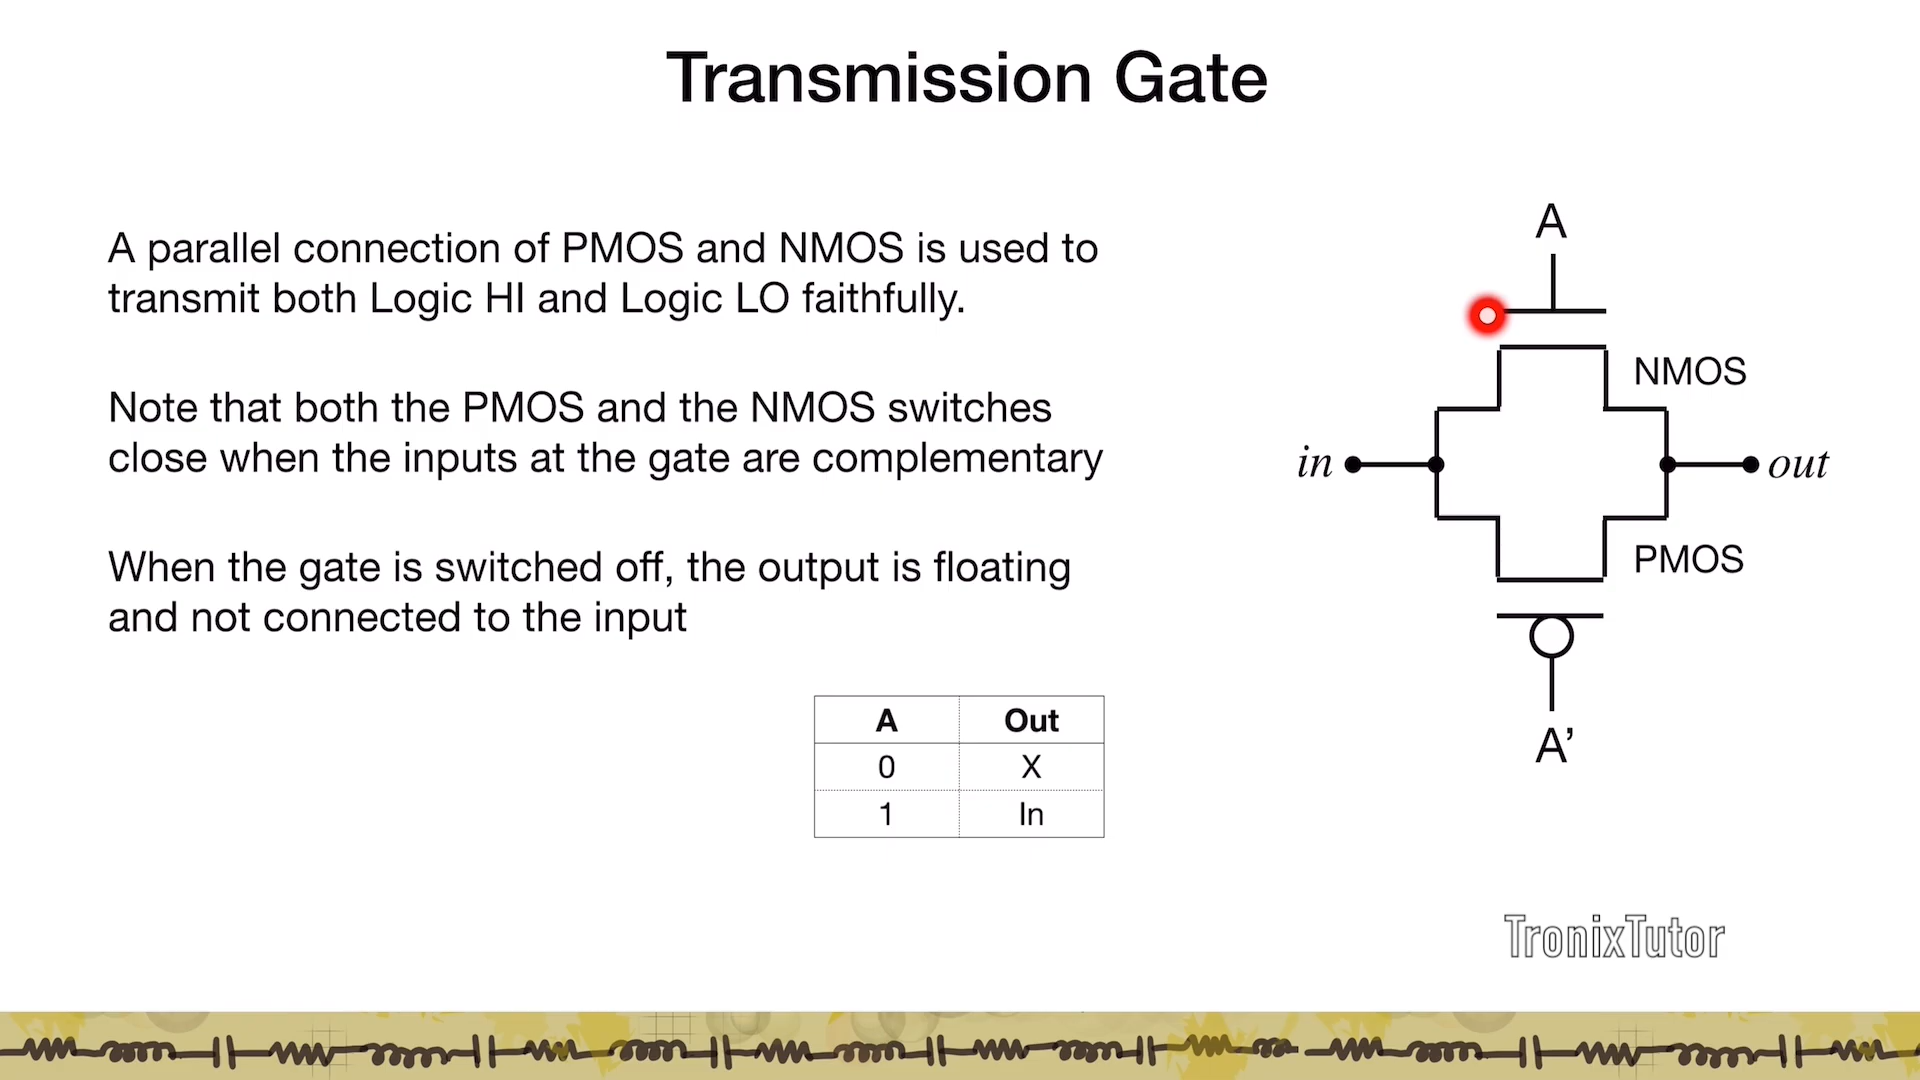 Transmission Gate
A parallel connection of PMOS and NMOS is used to
transmit both Logic HI and Logic LO faithfully.
Note that both the PMOS and the NMOS switches
close when the inputs at the gate are complementary
When the gate is switched off, the output is floating
and not connected to the input
A Out
0 X
1 In
A
NMOS
in out
PMOS
A’
TronixTutor